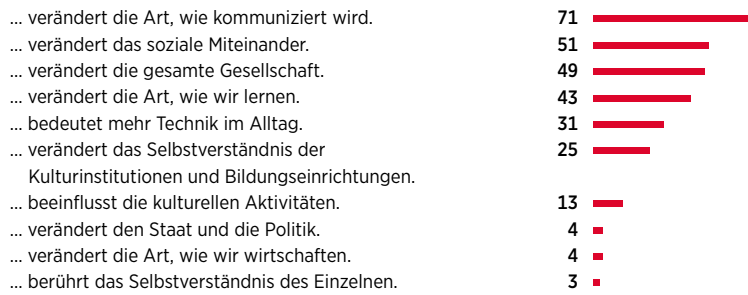 ... verändert die Art, wie kommuniziert wird. 71
... verändert das soziale Miteinander. 51
... verändert die gesamte Gesellschaft. 49
... verändert die Art, wie wir lernen. 43
... bedeutet mehr Technik im Alltag. 31
... verändert das Selbstverständnis der 25
Kulturinstitutionen und Bildungseinrichtungen.
... beeinflusst die kulturellen Aktivitäten. 13
... verändert den Staat und die Politik. 4
... verändert die Art, wie wir wirtschaften. 4
... berührt das Selbstverständnis des Einzelnen. 3